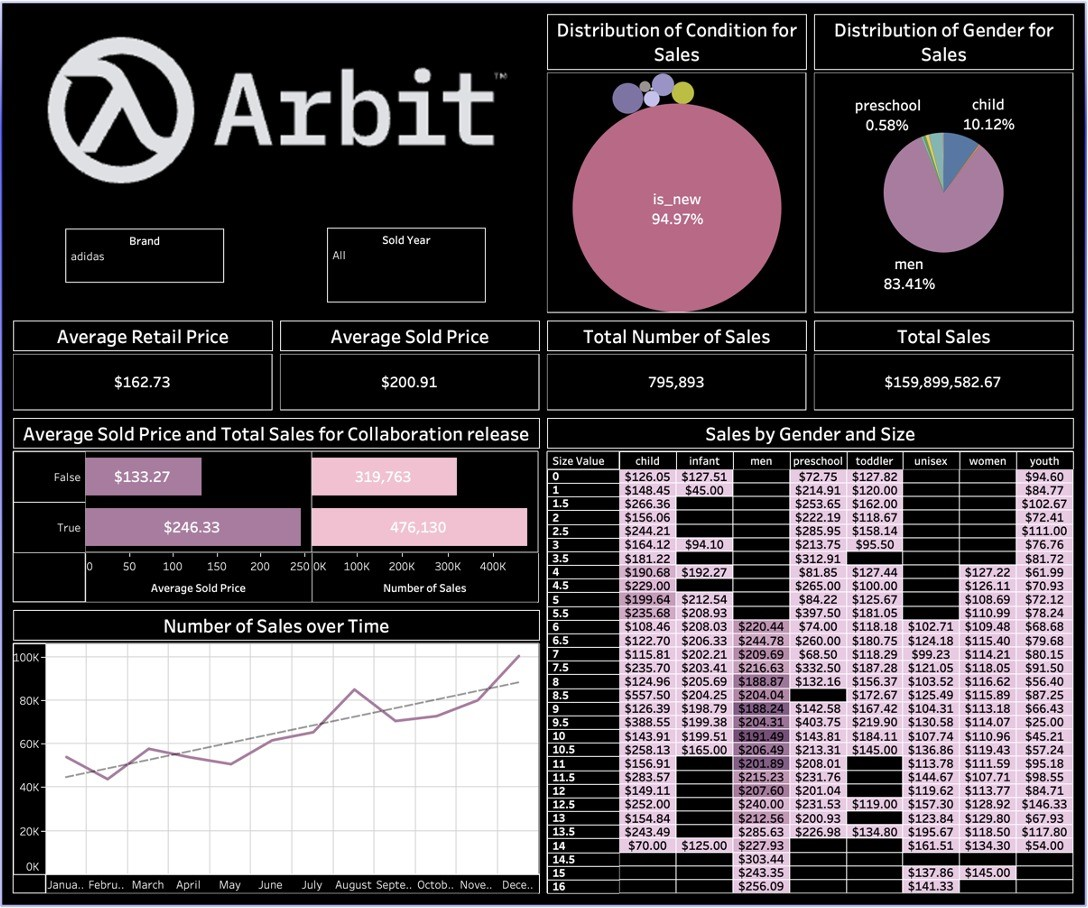 Arbit™
Brand
adidas
Sold Year
All
Distribution of Condition for
Sales
is_new
94.97%
Distribution of Gender for
Sales
preschool
0.58%
child
10.12%
men
83.41%
Average Retail Price
$162.73
Average Sold Price
$200.91
Total Number of Sales
795,893
Total Sales
$159,899,582.67
Average Sold Price and Total Sales for Collaboration release
False $133.27 319,763
True $246.33 476,130
0 50 100 150 200 250 0K 100K 200K 300K 400K
Average Sold Price Number of Sales
Number of Sales over Time
100K
80K
60K
40K
20K
0K
Janua.. Febru.. March April May June July August Septe.. Octob.. Nove.. Dece..
Sales by Gender and Size
Size Value child infant men preschool toddler unisex women youth
0 $126.05 $127.51 $72.75 $127.82 $94.60
1 $148.45 $45.00 $214.91 $120.00 $84.77
1.5 $266.36 $253.65 $162.00 $102.67
2 $156.06 $222.19 $118.67 $72.41
2.5 $244.21 $285.95 $158.14 $111.00
3 $164.12 $94.10 $213.75 $95.50 $76.76
3.5 $181.22 $312.91 $81.72
4 $190.68 $192.27 $81.85 $127.44 $127.22 $61.99
4.5 $229.00 $265.00 $100.00 $126.11 $70.93
5 $199.64 $212.54 $84.22 $125.67 $108.69 $72.12
5.5 $235.68 $208.93 $397.50 $181.05 $110.99 $78.24
6 $108.46 $208.03 $220.44 $74.00 $118.18 $102.71 $109.48 $68.68
6.5 $122.70 $206.33 $244.78 $260.00 $180.75 $124.18 $115.40 $79.68
7 $115.81 $202.21 $209.69 $68.50 $118.29 $99.23 $114.21 $80.15
7.5 $235.70 $203.41 $216.63 $332.50 $187.28 $121.05 $118.05 $91.50
8 $124.96 $205.69 $188.87 $132.16 $156.37 $103.52 $116.62 $56.40
8.5 $557.50 $204.25 $204.04 $172.67 $125.49 $115.89 $87.25
9 $126.39 $198.79 $188.24 $142.58 $167.42 $104.31 $113.18 $66.43
9.5 $388.55 $199.38 $204.31 $403.75 $219.90 $130.58 $114.07 $25.00
10 $143.91 $199.51 $191.49 $143.81 $184.11 $107.74 $110.96 $45.21
10.5 $258.13 $165.00 $206.49 $213.31 $145.00 $136.86 $119.43 $57.24
11 $156.91 $201.89 $208.01 $113.78 $111.59 $95.18
11.5 $283.57 $215.23 $231.76 $144.67 $107.71 $98.55
12 $149.11 $207.60 $201.04 $119.62 $113.77 $84.71
12.5 $252.00 $240.00 $231.53 $119.00 $157.30 $128.92 $146.33
13 $154.84 $212.56 $200.93 $123.84 $129.80 $67.93
13.5 $243.49 $285.63 $226.98 $134.80 $195.67 $118.50 $117.80
14 $70.00 $125.00 $227.93 $161.51 $134.30 $54.00
14.5 $303.44
15 $243.35 $137.86 $145.00
16 $256.09 $141.33